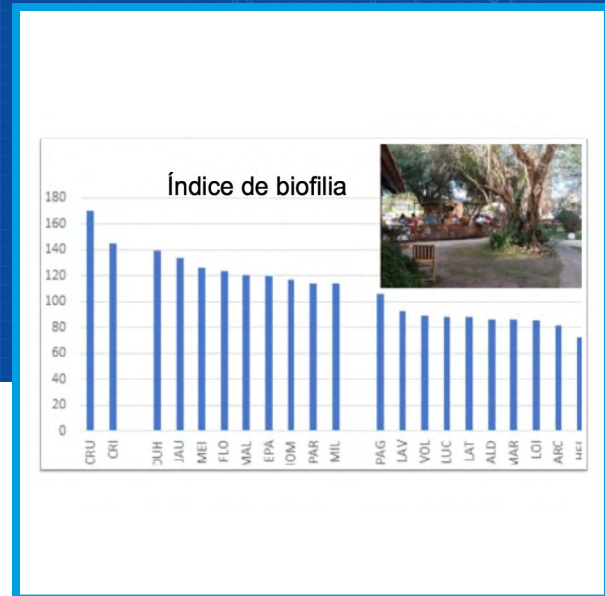 Índice de biofilia
180
160
140
120
100
80
60
40
20
0
CRU
CRI
JAU
MEI
FLO
EPA
PAR
MIL
PAG
LAV
VOL
LUC
LAT
ALD
MAR
LOI
ARC